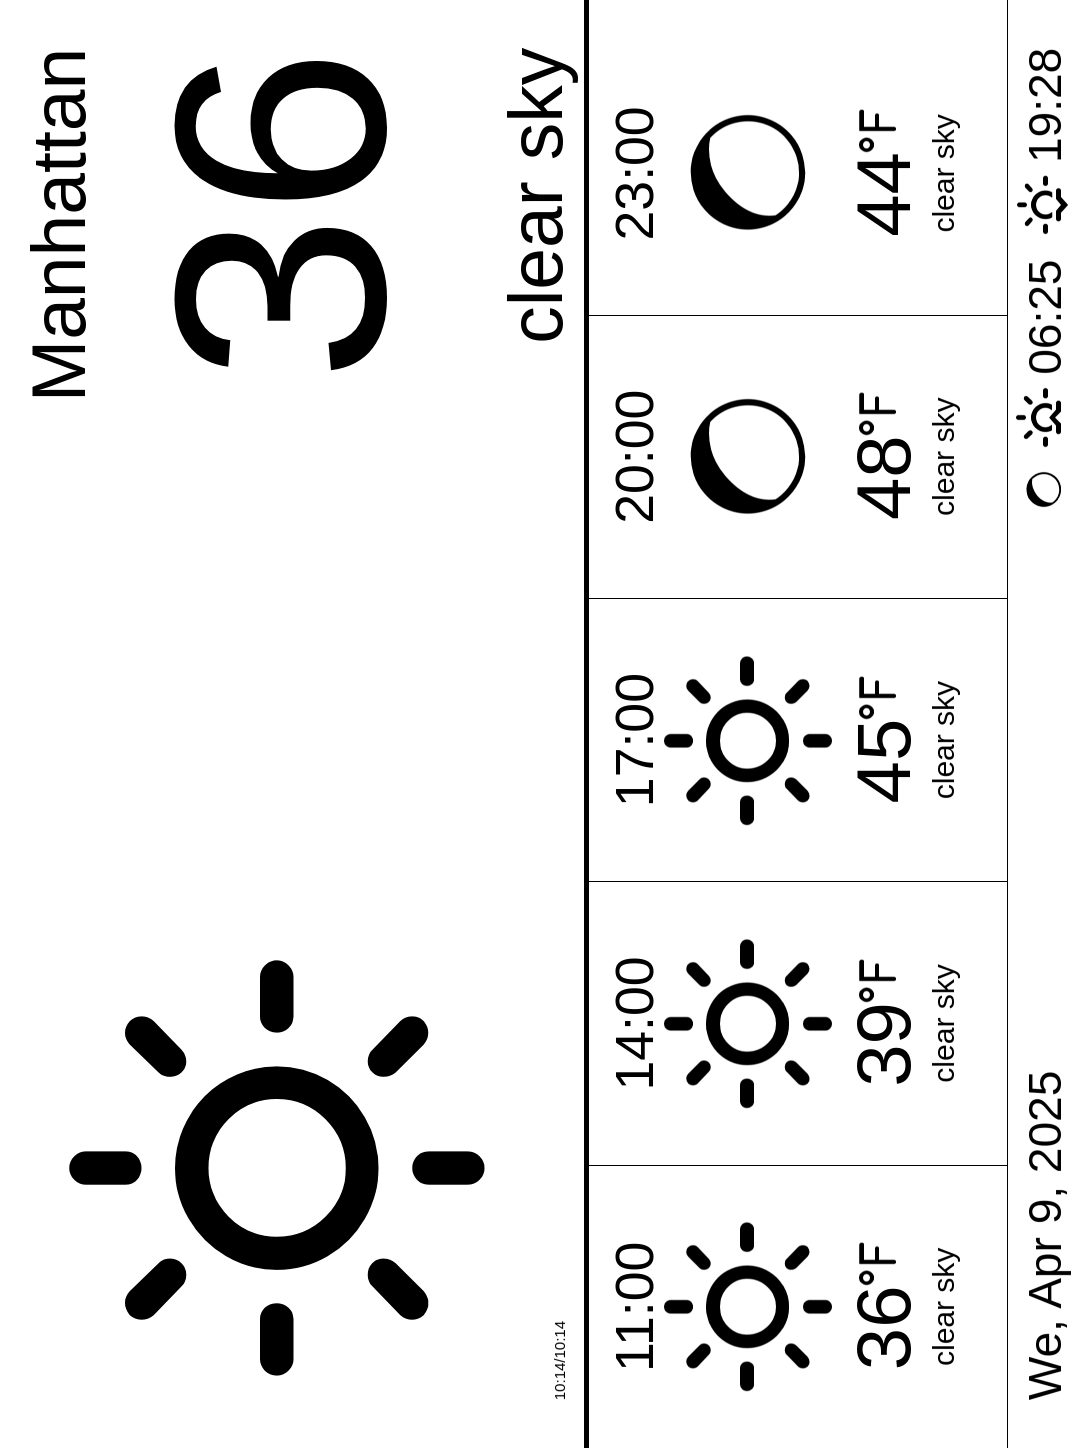 Manhattan
36
clear sky
10:14/10:14
11:00 14:00 17:00 20:00 23:00
36°F 39°F 45°F 48°F 44°F
clear sky clear sky clear sky clear sky clear sky
We, Apr 9, 2025 06:25 19:28